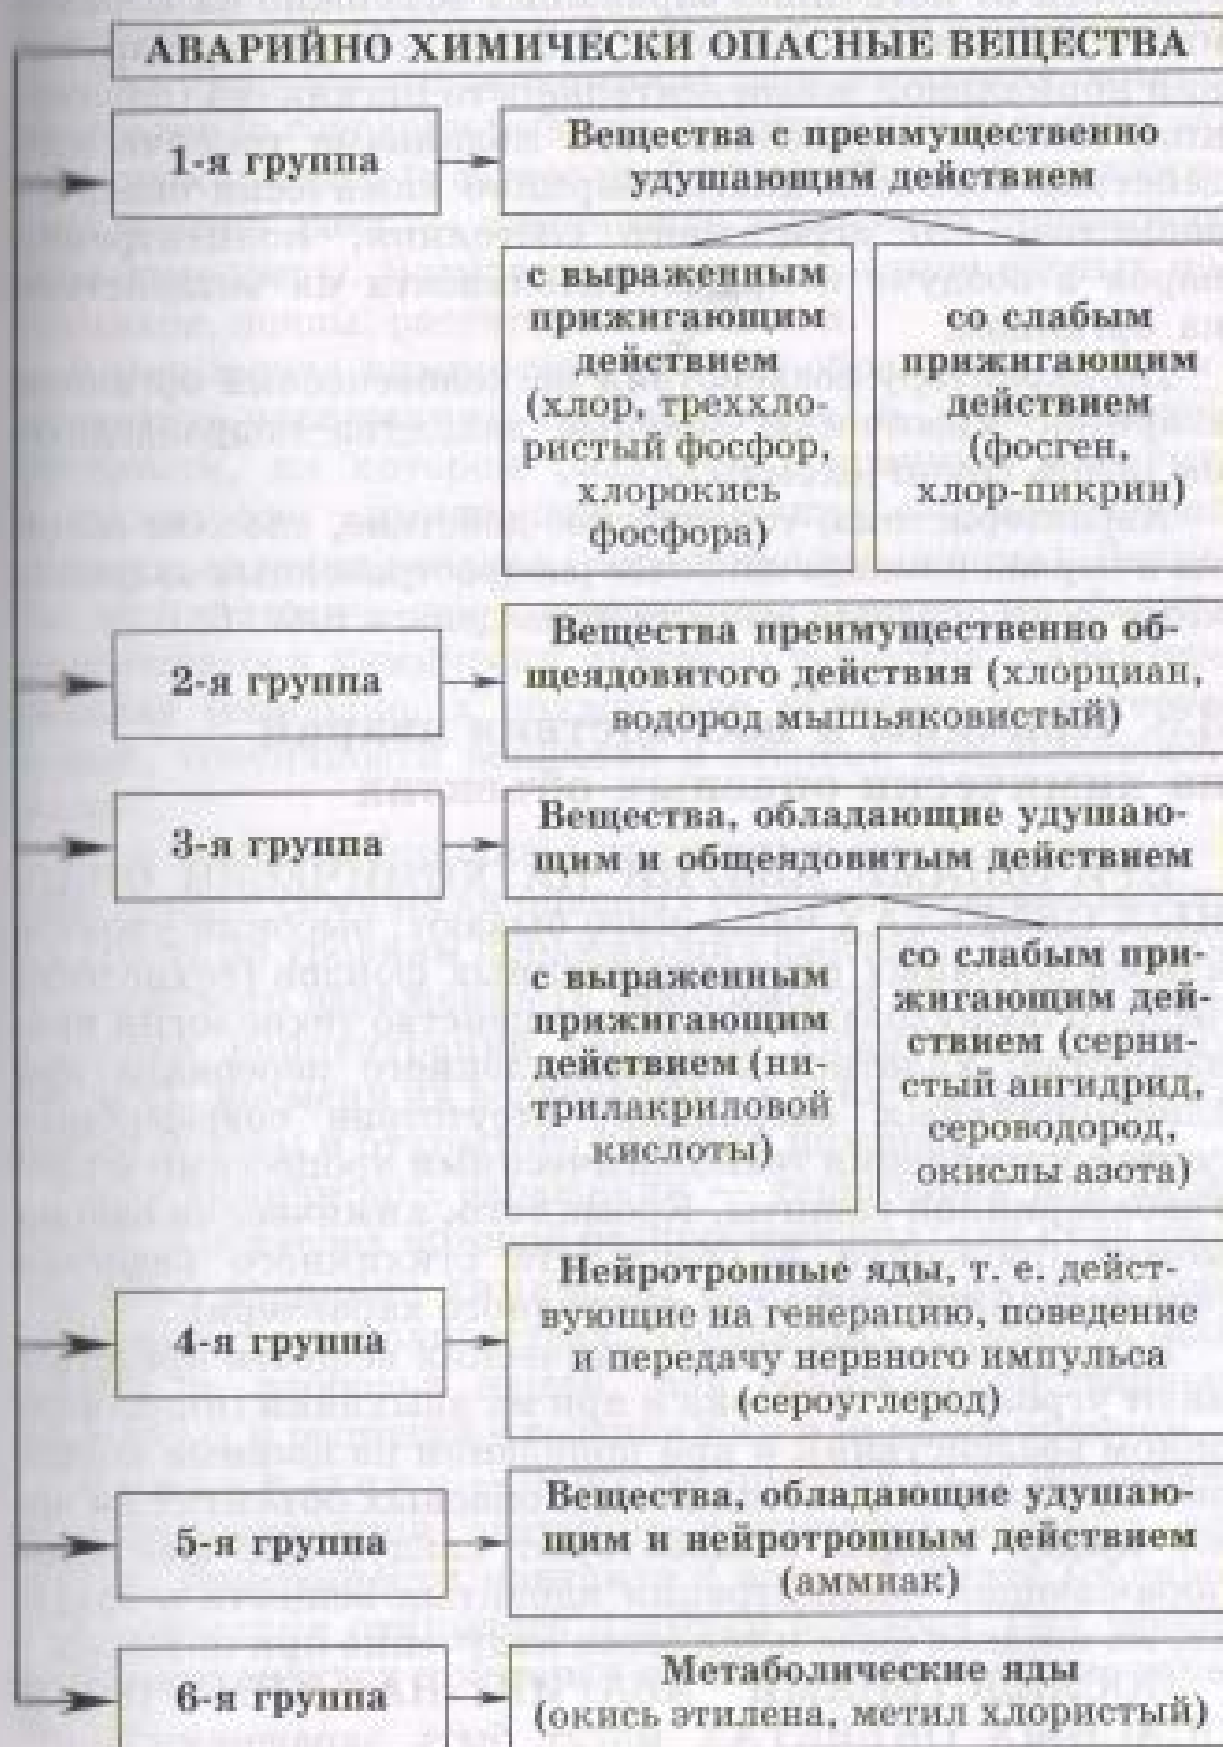 АВАРИЙНО ХИМИЧЕСКИ ОПАСНЫЕ ВЕЩЕСТВА
1-я группа
Вещества с преимущественно
удушающим действием
с выраженным
прижигающим
действием
(хлор, треххло-
ристый фосфор,
хлорокись
фосфора)
со слабым
прижигающим
действием
(фосген,
хлор-пикрин)
2-я группа
Вещества преимущественно об-
щеядовитого действия (хлорциан,
водород мышьяковистый)
3-я группа
Вещества, обладающие удушаю-
щим и общеядовитым действием
с выраженным
прижигающим
действием (ни-
трилакриловой
кислоты)
со слабым при-
жигающим дей-
ствием (серни-
стый ангидрид,
сероводород,
окислы азота)
4-я группа
Нейротропные яды, т. е. дейст-
вующие на генерацию, поведение
и передачу нервного импульса
(сероуглерод)
5-я группа
Вещества, обладающие удушаю-
щим и нейротропным действием
(аммиак)
6-я группа
Метаболические яды
(окись этилена, метил хлористый)